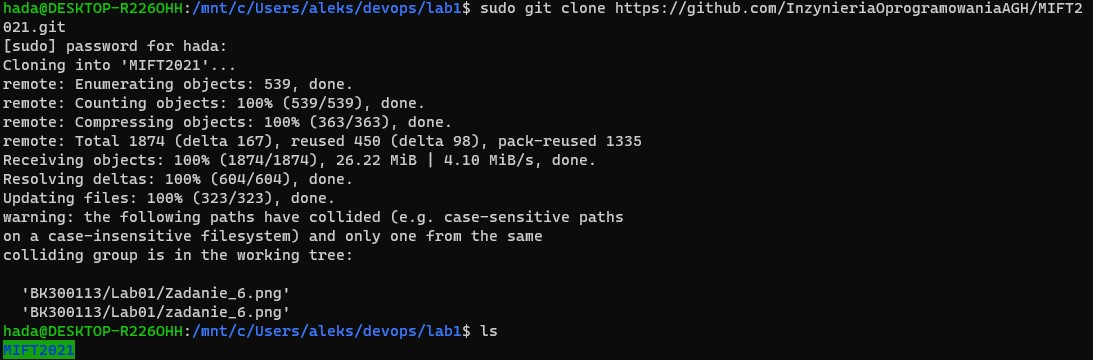 hada@DESKTOP-R226OHH:/mnt/c/Users/aleks/devops/lab1$ sudo git clone https://github.com/InzynieriaOprogramowaniaAGH/MIFT2
021.git
[sudo] password for hada:
Cloning into 'MIFT2021'...
remote: Enumerating objects: 539, done.
remote: Counting objects: 100% (539/539), done.
remote: Compressing objects: 100% (363/363), done.
remote: Total 1874 (delta 167), reused 450 (delta 98), pack-reused 1335
Receiving objects: 100% (1874/1874), 26.22 MiB | 4.10 MiB/s, done.
Resolving deltas: 100% (604/604), done.
Updating files: 100% (323/323), done.
warning: the following paths have collided (e.g. case-sensitive paths
on a case-insensitive filesystem) and only one from the same
colliding group is in the working tree:

  'BK300113/Lab01/Zadanie_6.png'
  'BK300113/Lab01/zadanie_6.png'
hada@DESKTOP-R226OHH:/mnt/c/Users/aleks/devops/lab1$ ls
MIFT2021